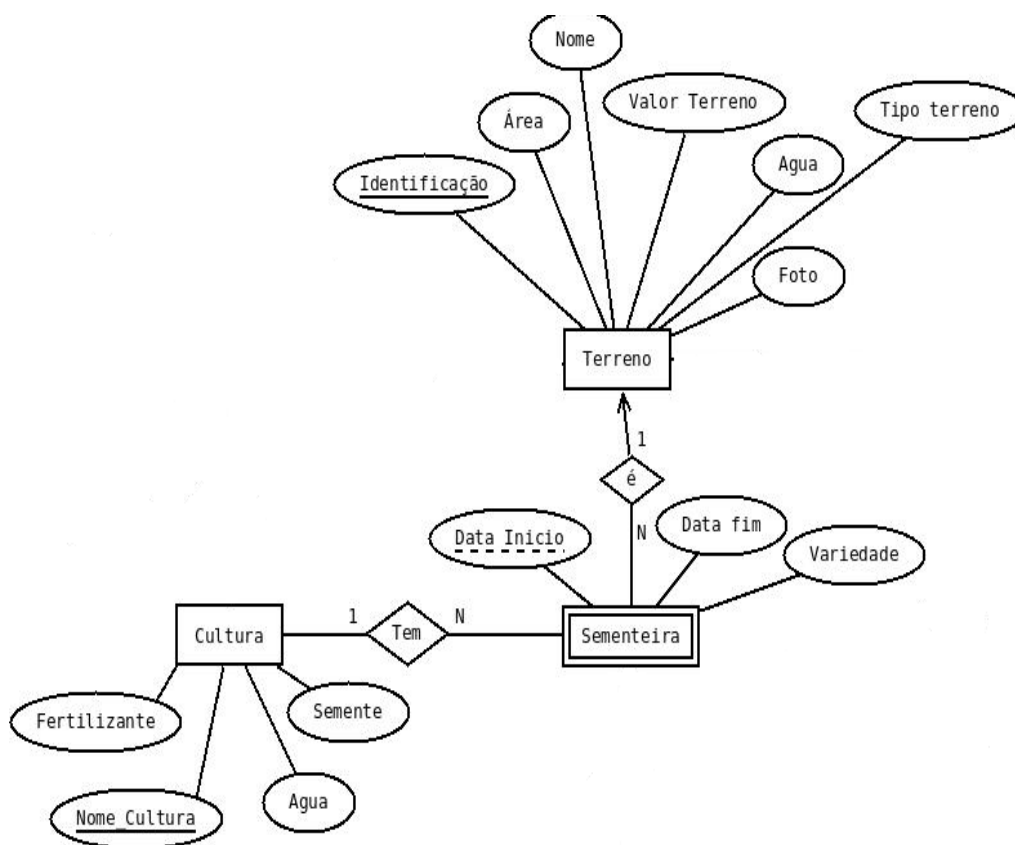 Nome
Valor Terreno
Tipo terreno
Área
Agua
Identificação
Foto
Terreno
1
é
N
Data Inicio
Data fim
Variedade
Cultura
1
Tem
N
Sementeira
Fertilizante
Semente
Nome_Cultura
Agua